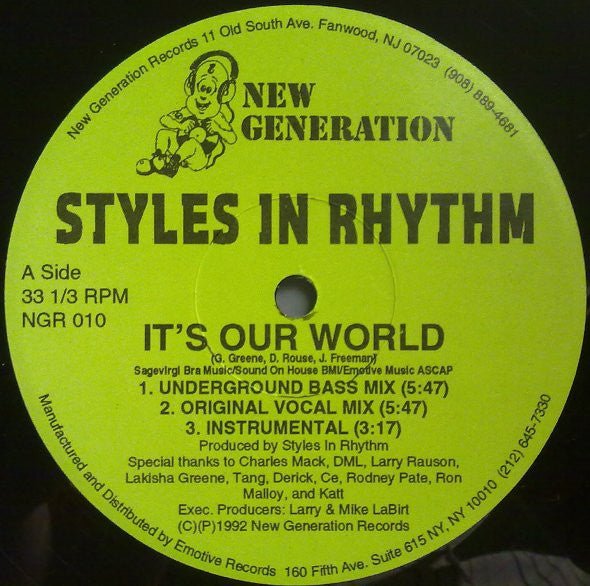 New Generation Records 11 Old South Ave. Fanwood, NJ 07023 (908) 889-4681
NEW
GENERATION
STYLES IN RHYTHM
A Side
33 1/3 RPM
NGR 010
IT'S OUR WORLD
(G. Greene, D. Rouse, J. Freeman)
Sagevirgi Bra Music/Sound On House BMI/Emotive Music ASCAP
1. UNDERGROUND BASS MIX (5:47)
2. ORIGINAL VOCAL MIX (5:47)
3. INSTRUMENTAL (3:17)
Produced by Styles In Rhythm
Special thanks to Charles Mack, DML, Larry Rauson,
Lakisha Greene, Tang, Derick, Ce, Rodney Pate, Ron
Malloy, and Katt
Exec. Producers: Larry & Mike LaBirt
(C)(P)1992 New Generation Records
Manufactured and Distributed by Emotive Records 160 Fifth Ave. Suite 615 NY, NY 10010 (212) 645-7330